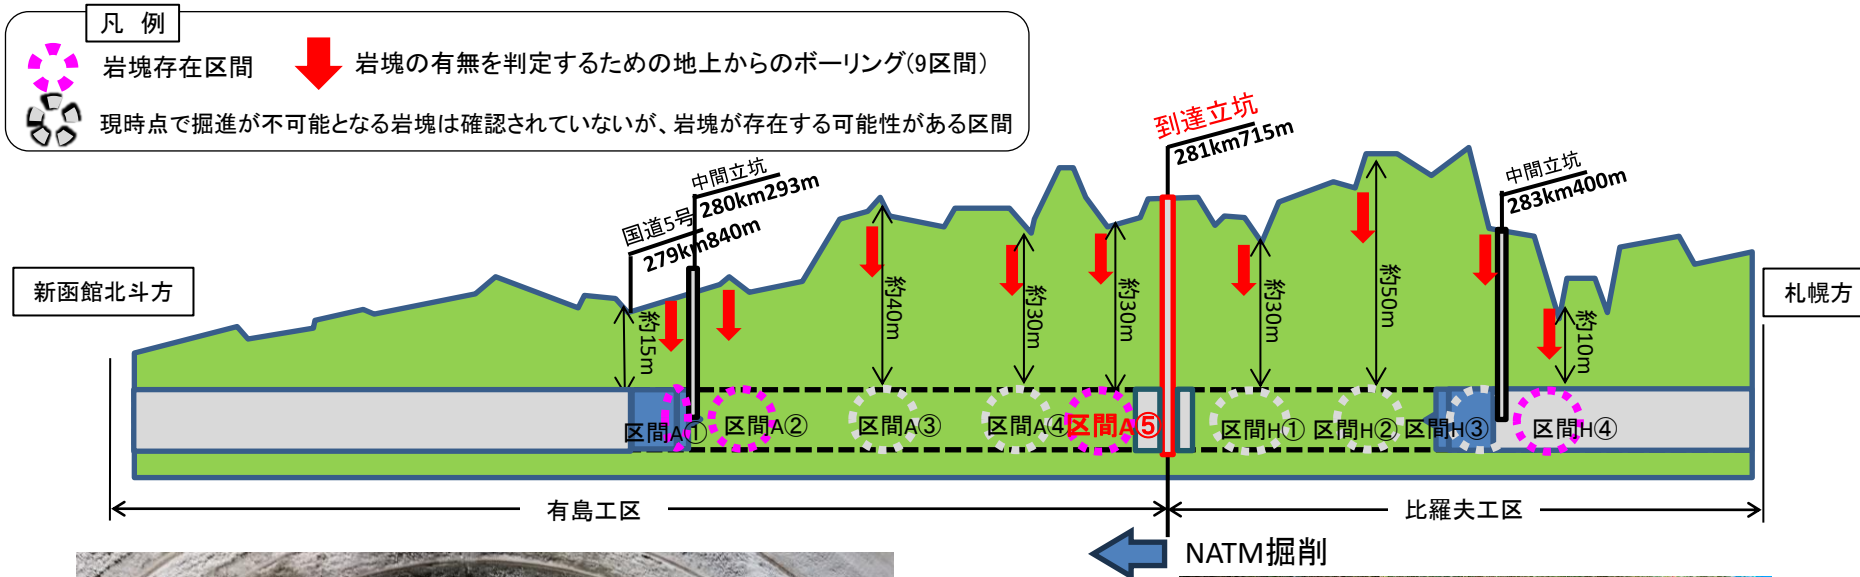 凡 例
岩塊存在区間
岩塊の有無を判定するための地上からのボーリング(9区間)
現時点で掘進が不可能となる岩塊は確認されていないが、岩塊が存在する可能性がある区間
到達立坑
281km715m
中間立坑
280km293m
国道5号
279km840m
中間立坑
283km400m
新函館北斗方
札幌方
約15m
約40m
約30m
約30m
約30m
約50m
約10m
区間A①
区間A②
区間A③
区間A④
区間A⑤
区間H①
区間H②
区間H③
区間H④
有島工区
比羅夫工区
NATM掘削